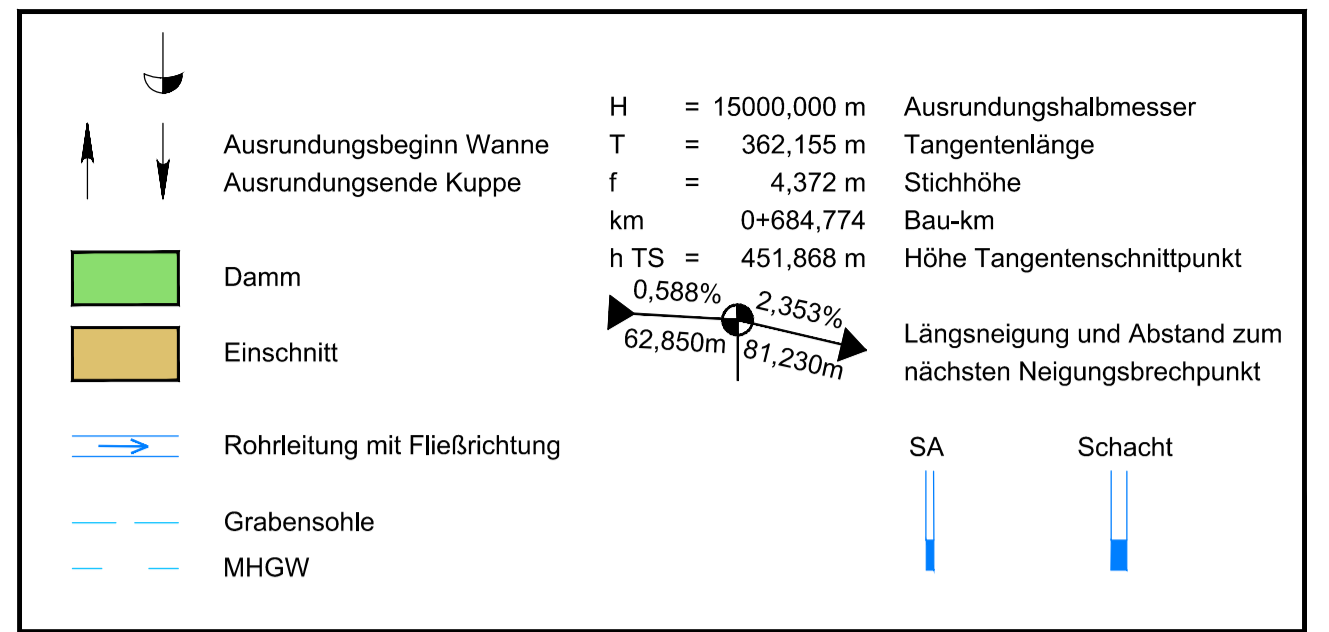 Ausrundungsbeginn Wanne
Ausrundungsende Kuppe
Damm
Einschnitt
Rohrleitung mit Fließrichtung
Grabensohle
MHGW
H = 15000,000 m Ausrundungshalbmesser
T = 362,155 m Tangentenlänge
f = 4,372 m Stichhöhe
km 0+684,774 Bau-km
h TS = 451,868 m Höhe Tangentenschnittpunkt
0,588% 2,353%
62,850m 81,230m
Längsneigung und Abstand zum
nächsten Neigungsbrechpunkt
SA Schacht